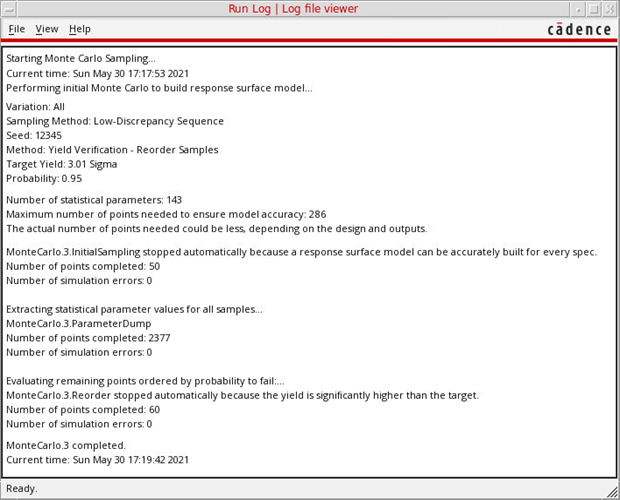 Run Log | Log file viewer
File View Help
cādence
Starting Monte Carlo Sampling...
Current time: Sun May 30 17:17:53 2021
Performing initial Monte Carlo to build response surface model...
Variation: All
Sampling Method: Low-Discrepancy Sequence
Seed: 12345
Method: Yield Verification - Reorder Samples
Target Yield: 3.01 Sigma
Probability: 0.95
Number of statistical parameters: 143
Maximum number of points needed to ensure model accuracy: 286
The actual number of points needed could be less, depending on the design and outputs.
MonteCarlo.3.InitialSampling stopped automatically because a response surface model can be accurately built for every spec.
Number of points completed: 50
Number of simulation errors: 0
Extracting statistical parameter values for all samples...
MonteCarlo.3.ParameterDump
Number of points completed: 2377
Number of simulation errors: 0
Evaluating remaining points ordered by probability to fail:...
MonteCarlo.3.Reorder stopped automatically because the yield is significantly higher than the target.
Number of points completed: 60
Number of simulation errors: 0
MonteCarlo.3 completed.
Current time: Sun May 30 17:19:42 2021
Ready.